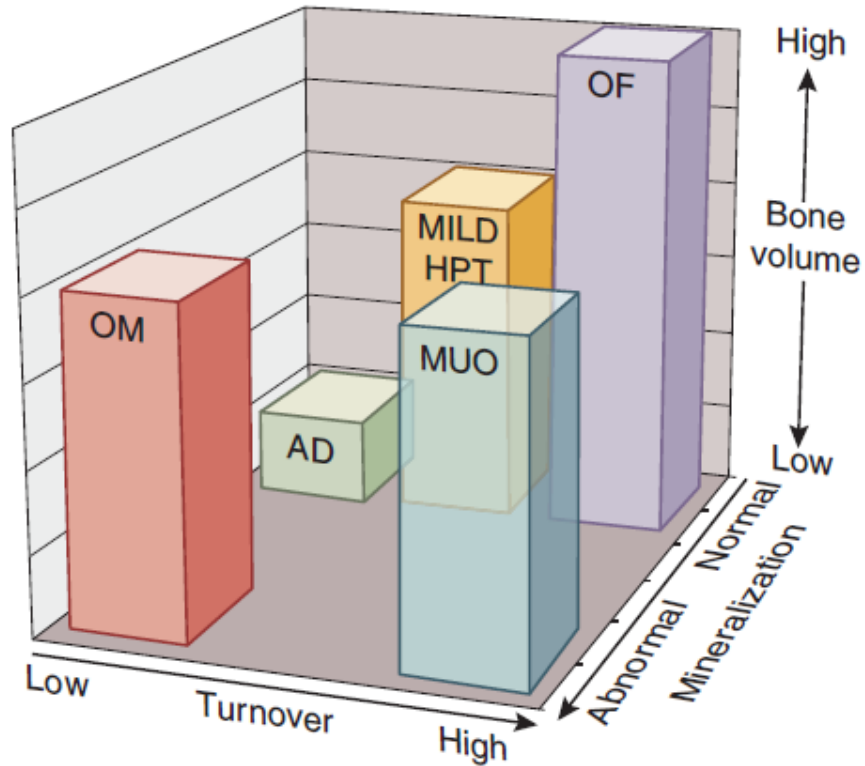 High
OF
MILD
HPT
Bone
volume
OM
MUO
AD
Low
Normal
Abnormal
Mineralization
Low
Turnover
High